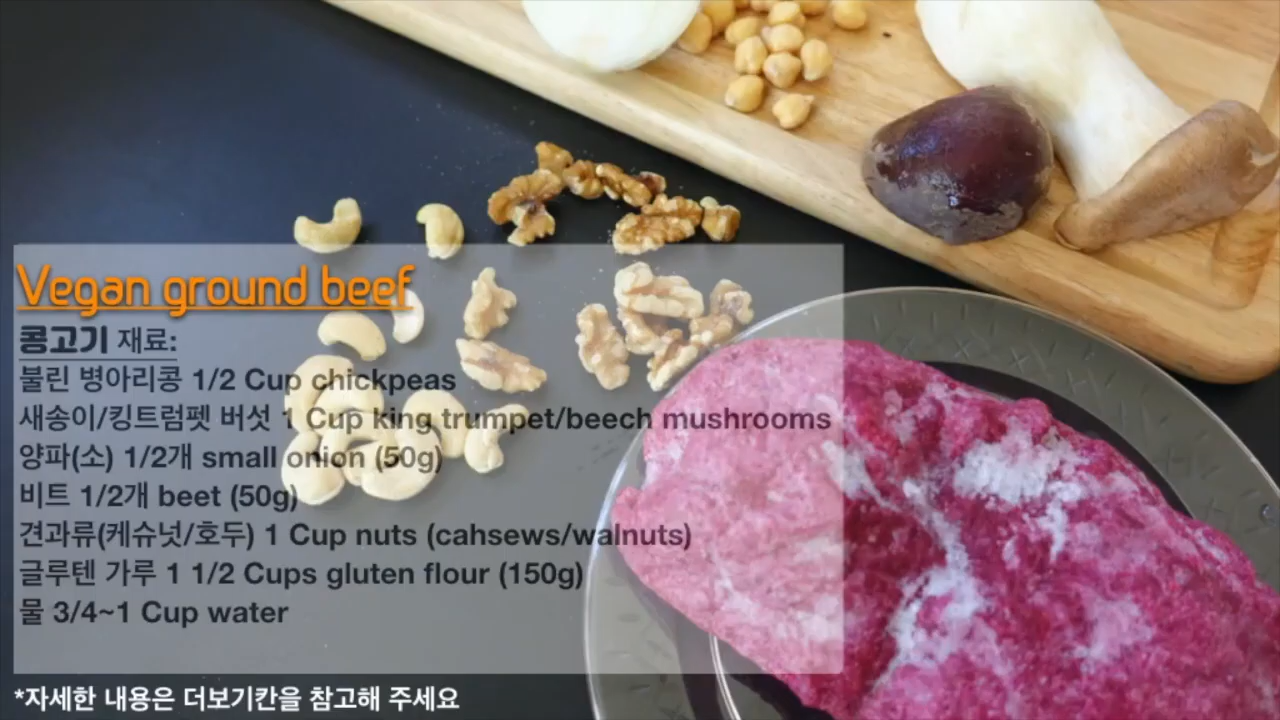 Vegan ground beef
콩고기 재료:
불린 병아리콩 1/2 Cup chickpeas
새송이/킹트럼펫 버섯 1 Cup king trumpet/beech mushrooms
양파(소) 1/2개 small onion (50g)
비트 1/2개 beet (50g)
견과류(케슈넛/호두) 1 Cup nuts (cahsews/walnuts)
글루텐 가루 1 1/2 Cups gluten flour (150g)
물 3/4~1 Cup water
*자세한 내용은 더보기칸을 참고해 주세요